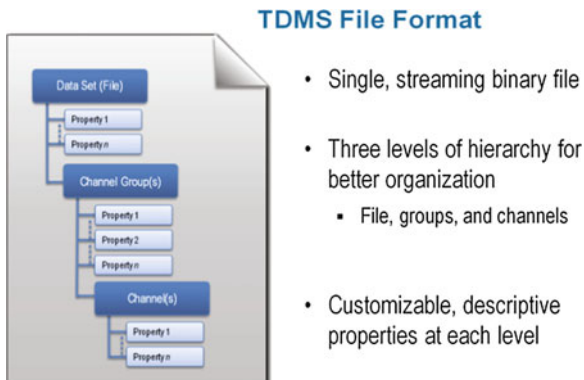 TDMS File Format
Data Set (File)
Property 1
Property n
Channel Group(s)
Property 1
Property 2
Property n
Channel(s)
Property 1
Property n
• Single, streaming binary file
• Three levels of hierarchy for
better organization
▪ File, groups, and channels
• Customizable, descriptive
properties at each level